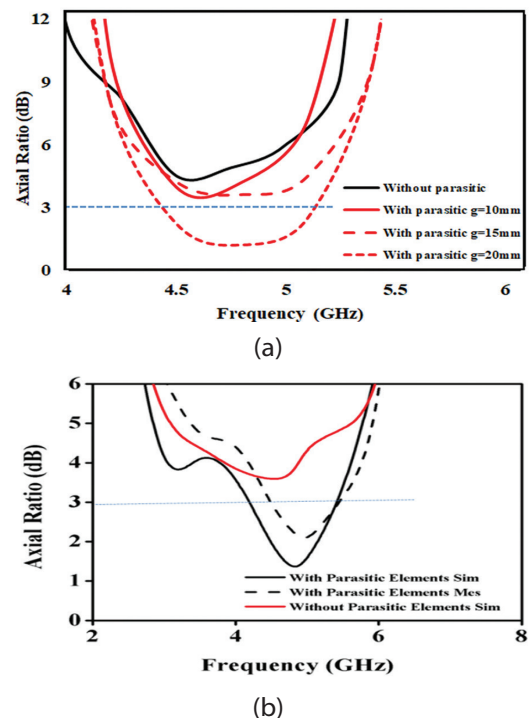 12
9
6
3
0
Axial Ratio (dB)
Without parasitic
With parasitic g=10mm
With parasitic g=15mm
With parasitic g=20mm
4 4.5 5 5.5 6
Frequency (GHz)
(a)
6
5
4
3
2
1
0
Axial Ratio (dB)
With Parasitic Elements Sim
With Parasitic Elements Mes
Without Parasitic Elements Sim
2 4 6 8
Frequency (GHz)
(b)